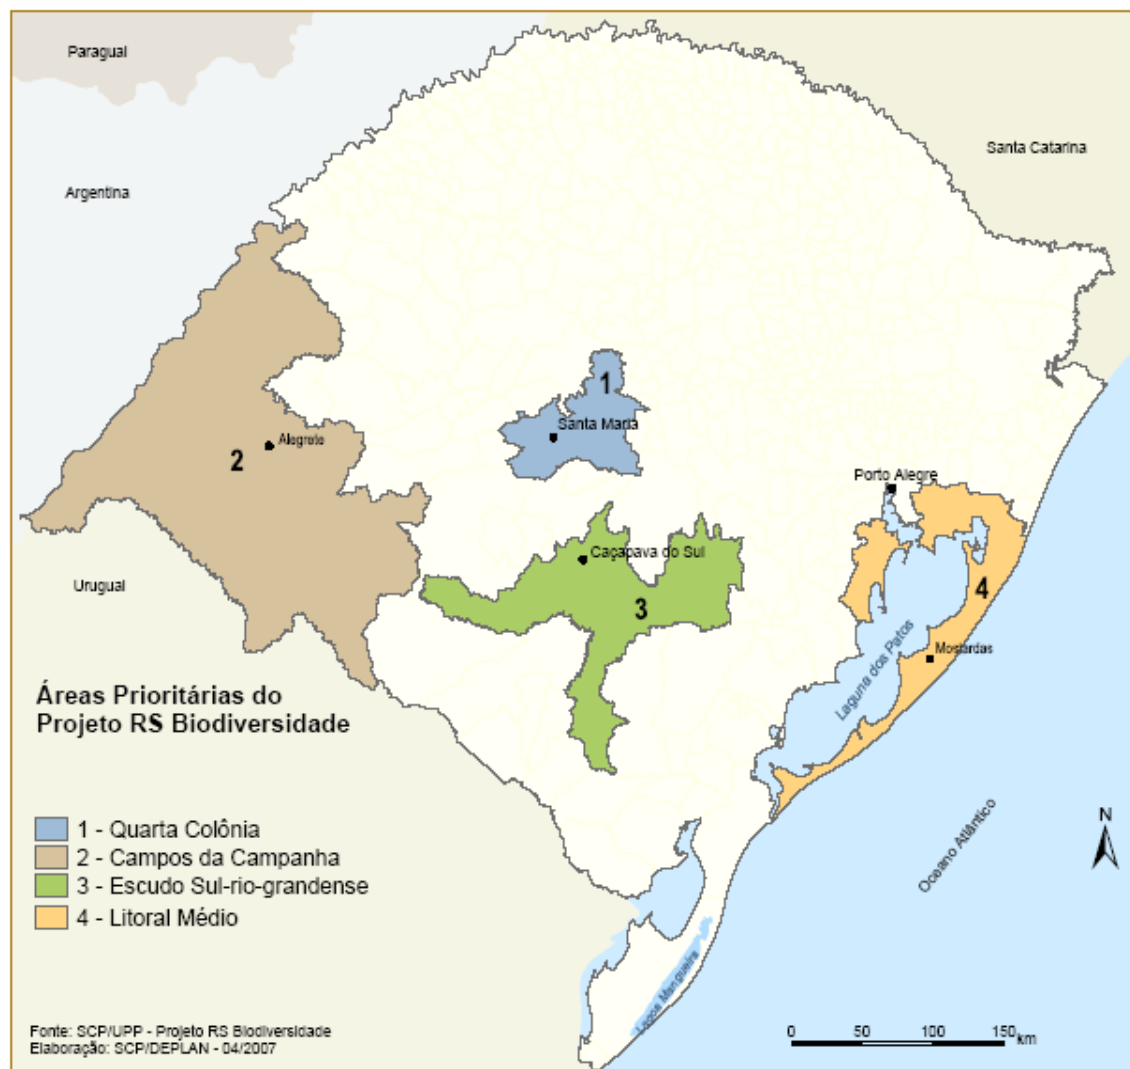 Paraguai
Santa Catarina
Argentina
1
Santa Maria
Alegrete
2
Porto Alegre
Caçapava do Sul
Uruguai
3
4
Mostardas
Laguna dos Patos
Áreas Prioritárias do
Projeto RS Biodiversidade
1 - Quarta Colônia
2 - Campos da Campanha
3 - Escudo Sul-rio-grandense
4 - Litoral Médio
Oceano Atlântico
N
Lagoa Mangueira
Fonte: SCP/UPP - Projeto RS Biodiversidade
Elaboração: SCP/DEPLAN - 04/2007
0 50 100 150 km